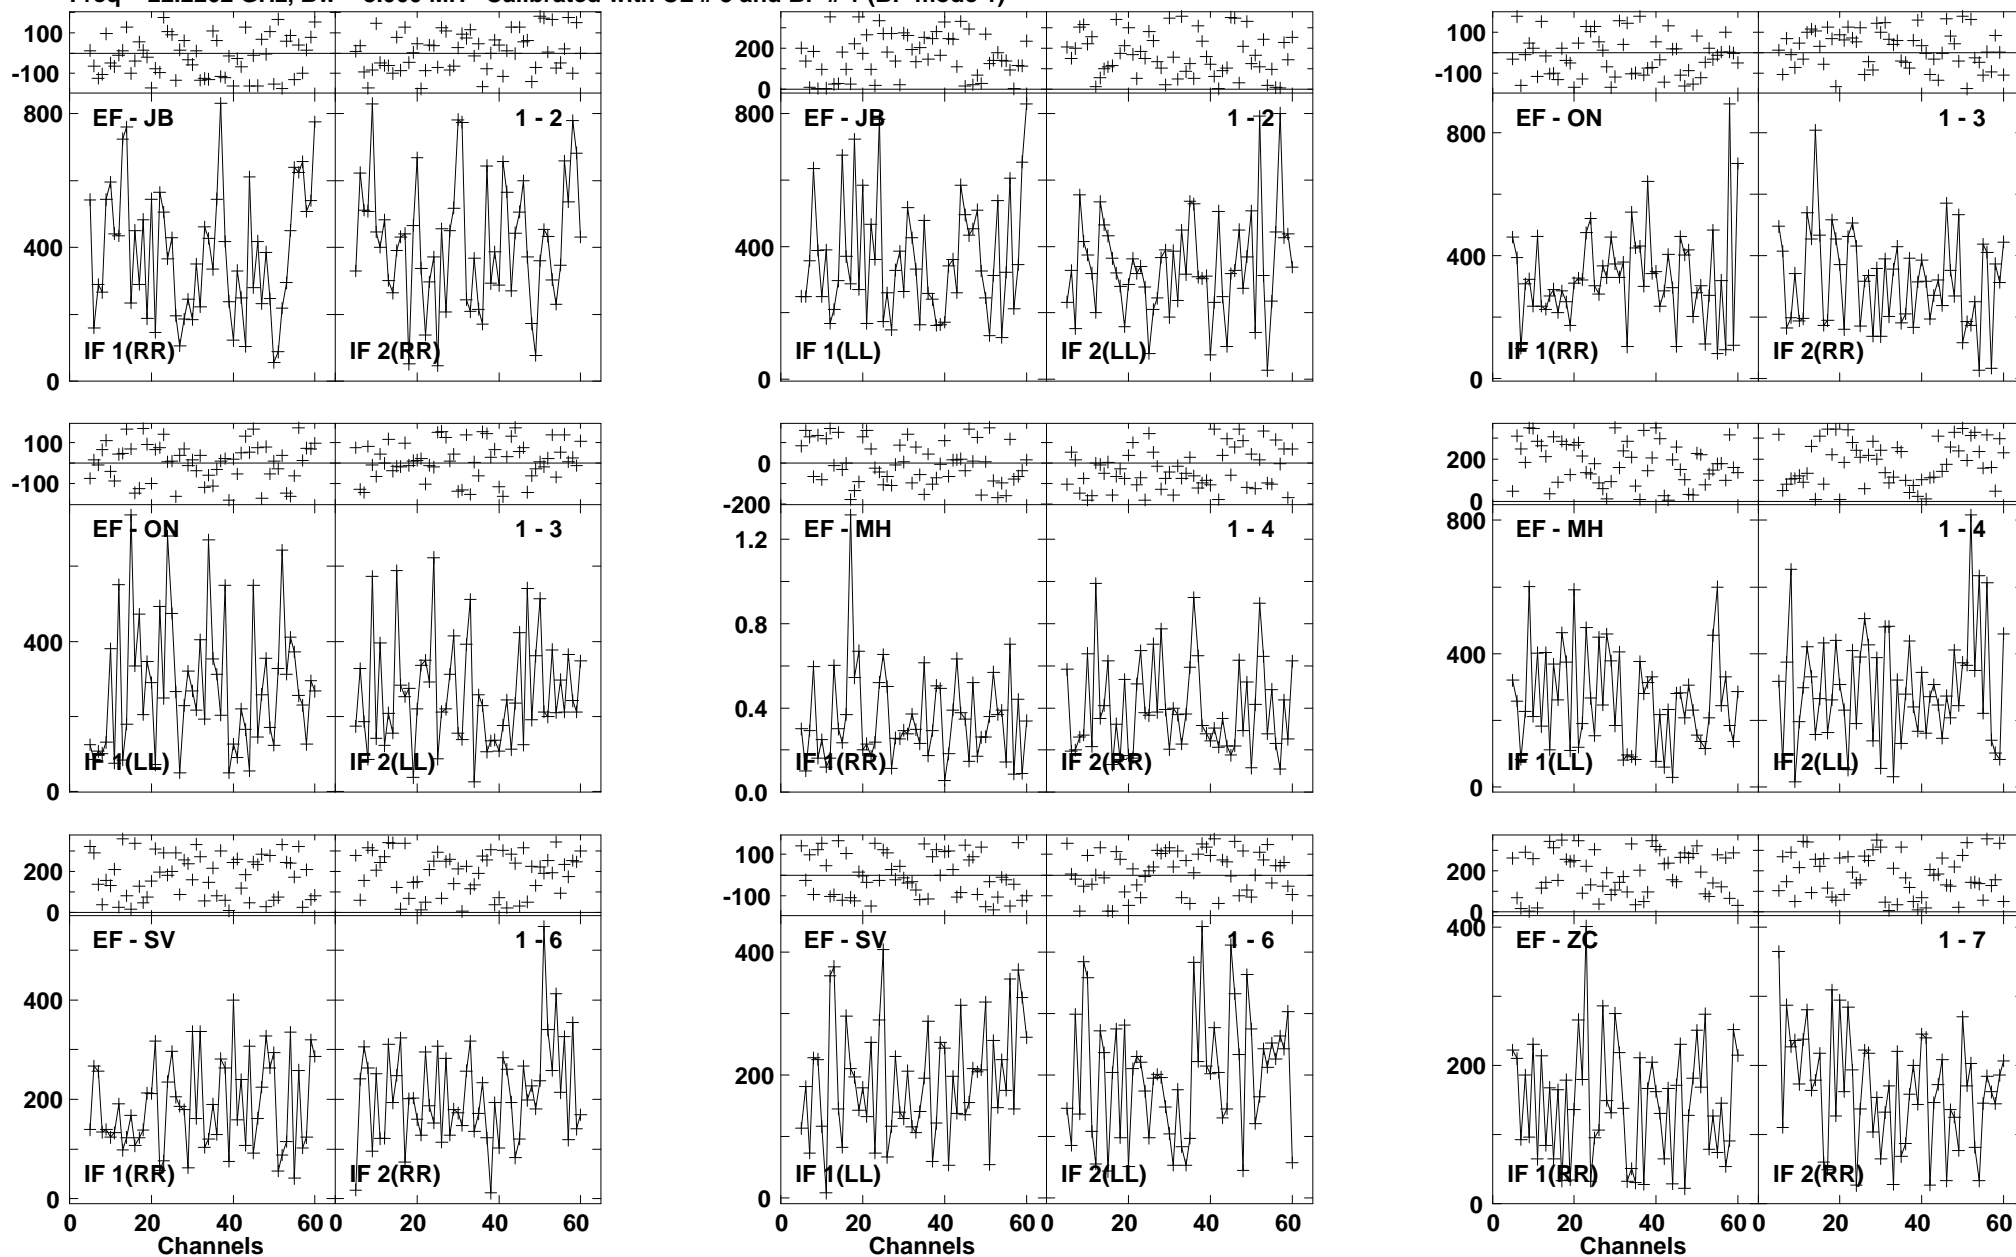 100 200 100
-100 0 -100
800 EF - JB 1 - 2 800 EF - JB 1 - 2 800 EF - ON 1 - 3
400 400 400
IF 1(RR) IF 2(RR) IF 1(LL) IF 2(LL) IF 1(RR) IF 2(RR)
0 0 0
100 0 200
-100 -200 0
EF - ON 1 - 3 1.2 EF - MH 1 - 4 800 EF - MH 1 - 4
400 0.8 400
0.4
IF 1(LL) IF 2(LL) IF 1(RR) IF 2(RR) IF 1(LL) IF 2(LL)
0 0.0 0
200 100 200
0 -100 0
EF - SV 1 - 6 EF - SV 1 - 6 400 EF - ZC 1 - 7
400 400
200 200 200
IF 1(RR) IF 2(RR) IF 1(LL) IF 2(LL) IF 1(RR) IF 2(RR)
0 0 0
0 20 40 60 0 20 40 60 0 20 40 60 0 20 40 60 0 20 40 60 0 20 40 60
Channels Channels Channels